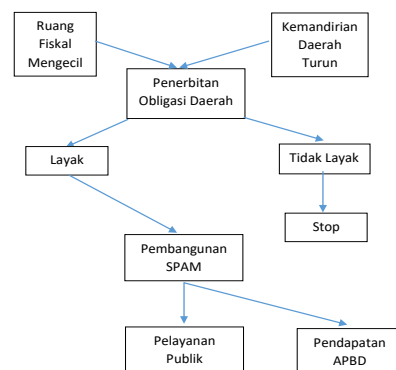 Ruang
Fiskal
Mengecil
Kemandirian
Daerah
Turun
Penerbitan
Obligasi Daerah
Layak
Tidak Layak
Stop
Pembangunan
SPAM
Pelayanan
Publik
Pendapatan
APBD